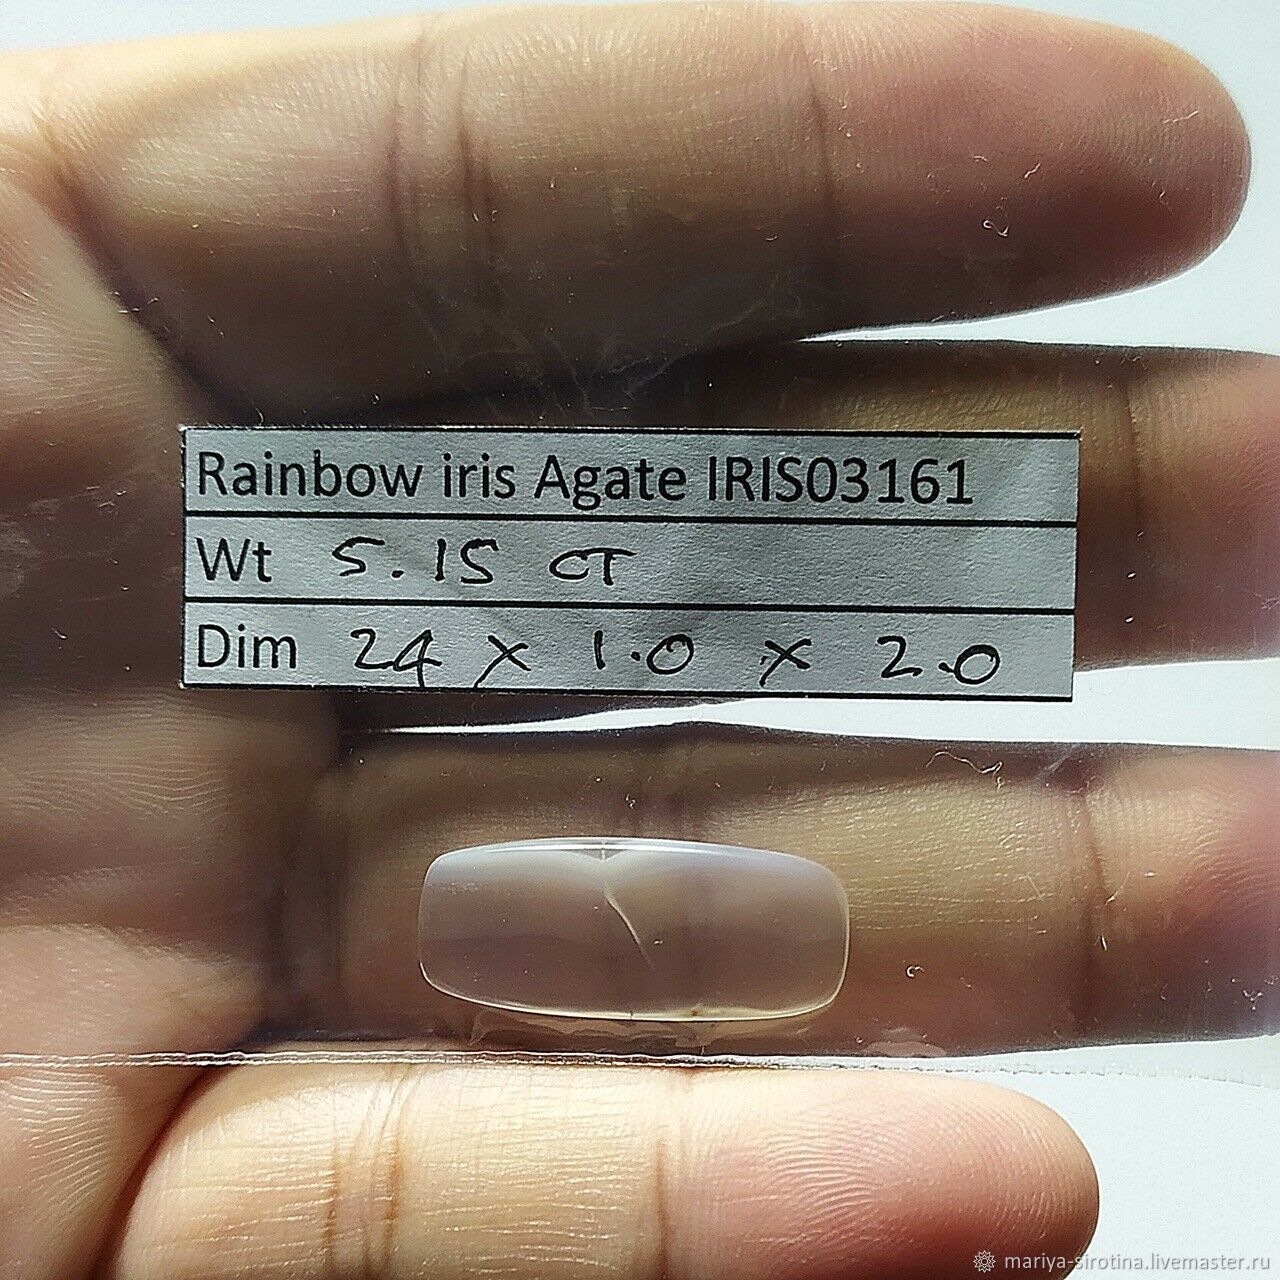 Rainbow iris Agate IRIS03161
Wt 5.15 CT
Dim 24 x 1.0 x 2.0
mariya-sirotina.livemaster.ru